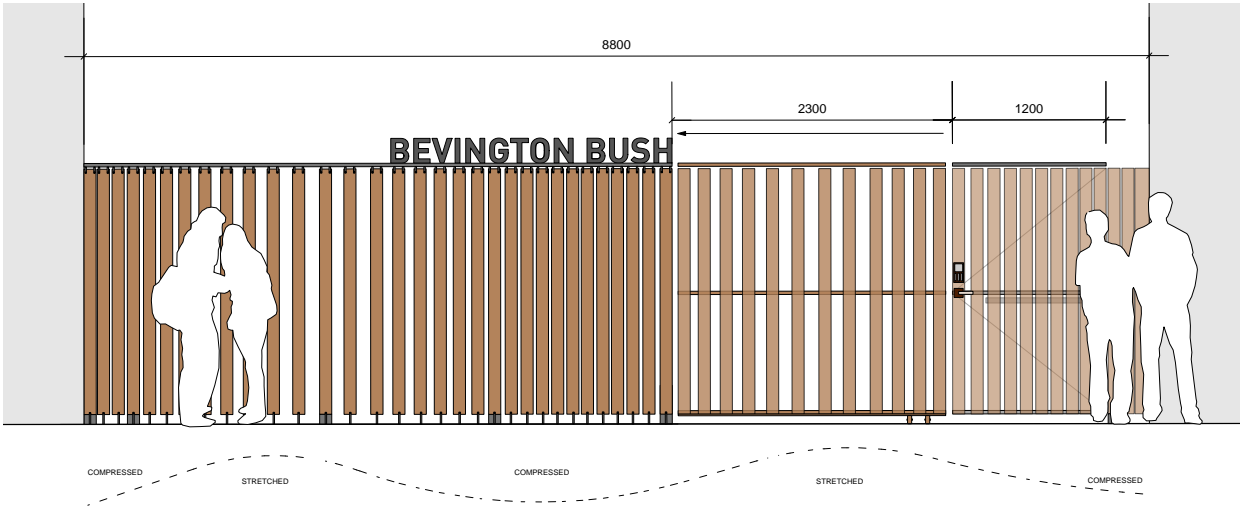 8800
2300
1200
BEVINGTON BUSH
COMPRESSED
STRETCHED
COMPRESSED
STRETCHED
COMPRESSED